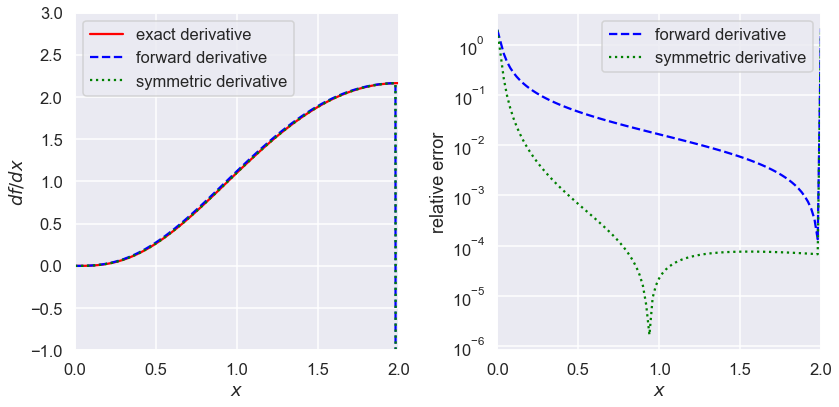 3.0
2.5
2.0
1.5
1.0
0.5
0.0
−0.5
−1.0
df/dx
exact derivative
forward derivative
symmetric derivative
0.0 0.5 1.0 1.5 2.0
x
10^0
10^−1
10^−2
10^−3
10^−4
10^−5
10^−6
relative error
forward derivative
symmetric derivative
0.0 0.5 1.0 1.5 2.0
x